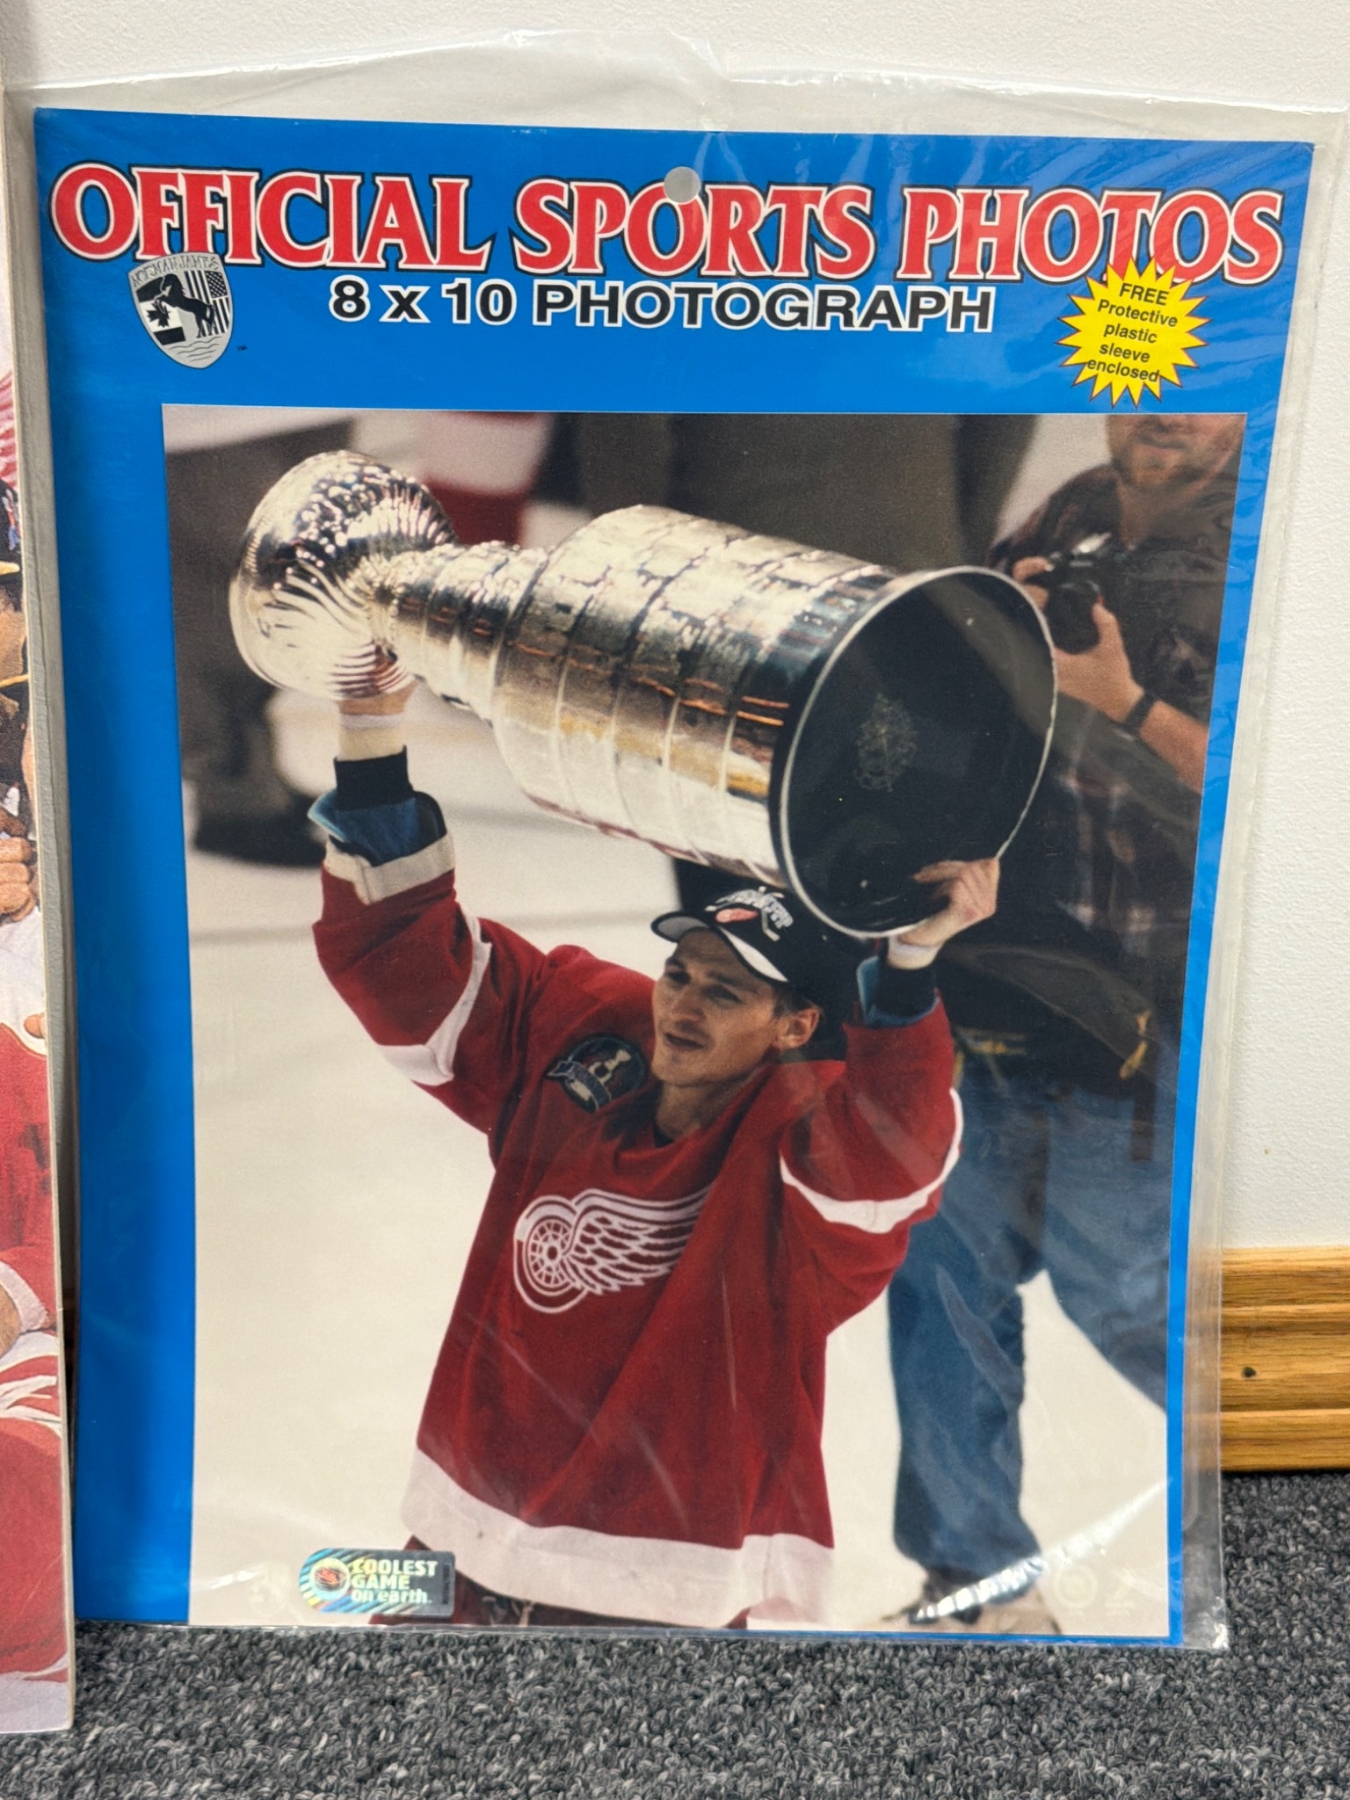 OFFICIAL SPORTS PHOTOS
8 x 10 PHOTOGRAPH
FREE
Protective
plastic
sleeve
enclosed
COOLEST
GAME
on earth.